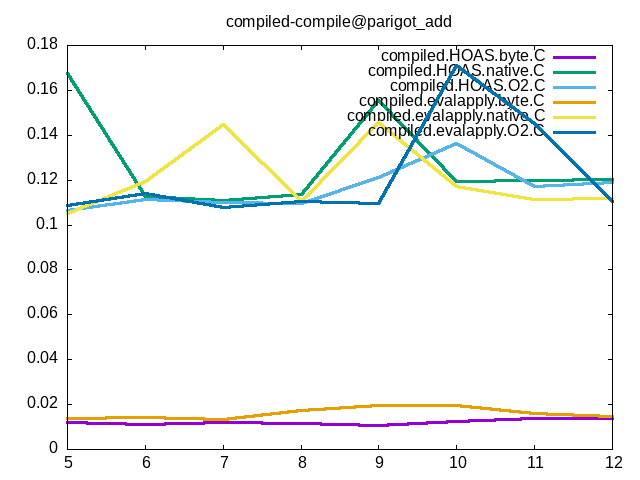 compiled-compile@parigot_add
0.18
0.16
0.14
0.12
0.1
0.08
0.06
0.04
0.02
0
5 6 7 8 9 10 11 12
compiled.HOAS.byte.C
compiled.HOAS.native.C
compiled.HOAS.O2.C
compiled.evalapply.byte.C
compiled.evalapply.native.C
compiled.evalapply.O2.C